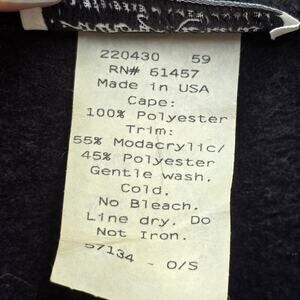 220430 59
RN# 61457
Made in USA
Cape:
100% Polyester
Trim:
55% Modacrylic/
45% Polyester
Gentle wash.
Cold.
No Bleach.
Line dry. Do
Not Iron.
57134 - O/S